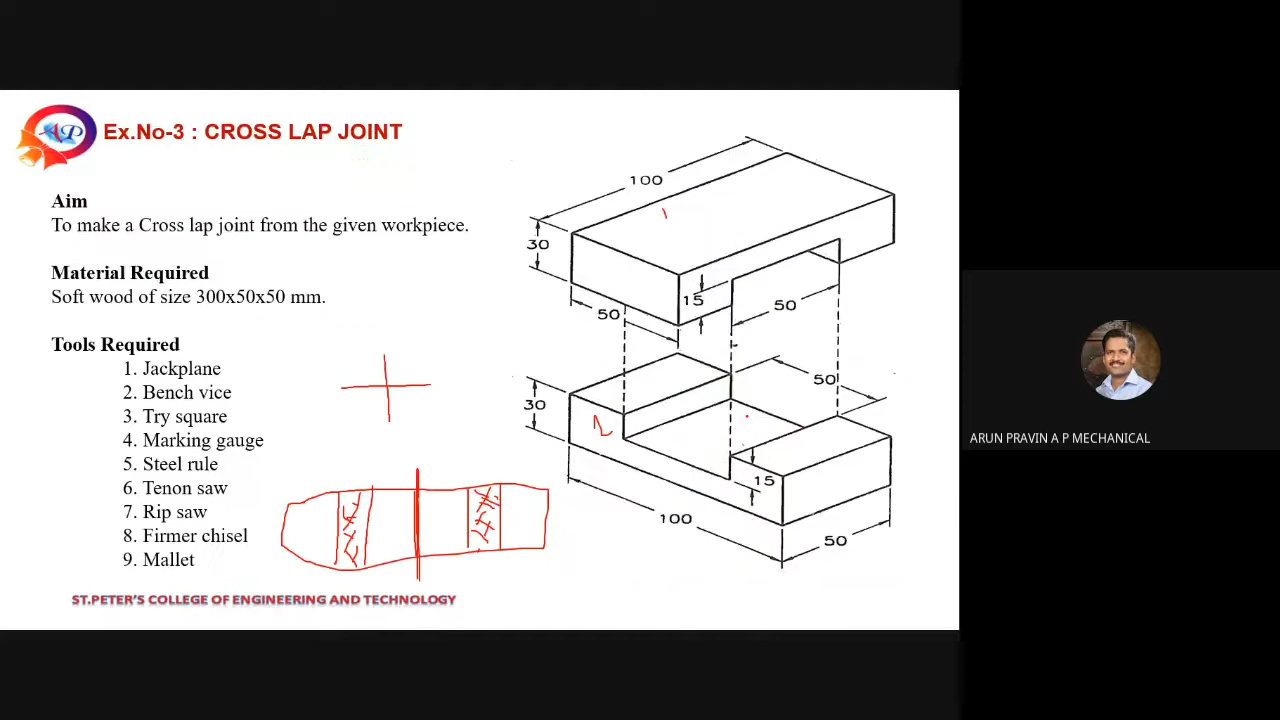 AP
Ex.No-3 : CROSS LAP JOINT
Aim
To make a Cross lap joint from the given workpiece.
Material Required
Soft wood of size 300x50x50 mm.
Tools Required
1. Jackplane
2. Bench vice
3. Try square
4. Marking gauge
5. Steel rule
6. Tenon saw
7. Rip saw
8. Firmer chisel
9. Mallet
ST.PETER'S COLLEGE OF ENGINEERING AND TECHNOLOGY
100
1
30
15
50
50
50
30
2
15
100
50
ARUN PRAVIN A P MECHANICAL